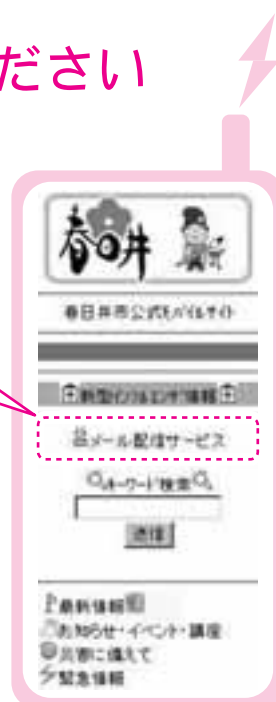 ださい
春日井
春日井市公式モバイルサイト
新型インフルエンザ情報
メール配信サービス
キーワード検索
送信
最新情報
お知らせ・イベント・講座
災害に備えて
緊急情報